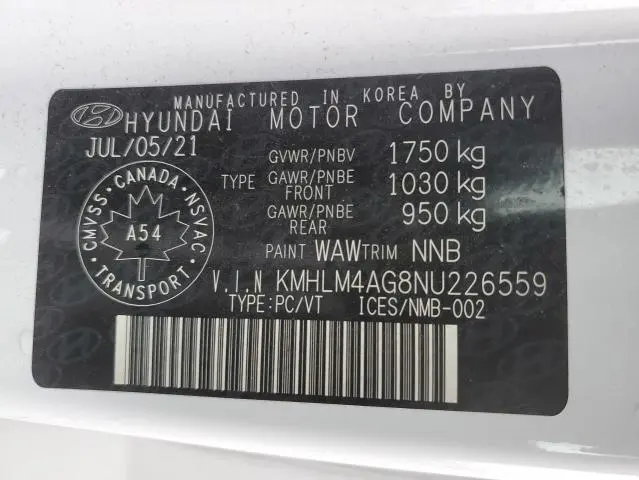 MANUFACTURED IN KOREA BY
HYUNDAI MOTOR COMPANY
JUL/05/21
GVWR/PNBV 1750 kg
TYPE GAWR/PNBE FRONT 1030 kg
GAWR/PNBE REAR 950 kg
CANADA
CMVSS NSVAC
A54
TRANSPORT
PAINT WAW TRIM NNB
V.I.N KMHLM4AG8NU226559
TYPE:PC/VT ICES/NMB-002